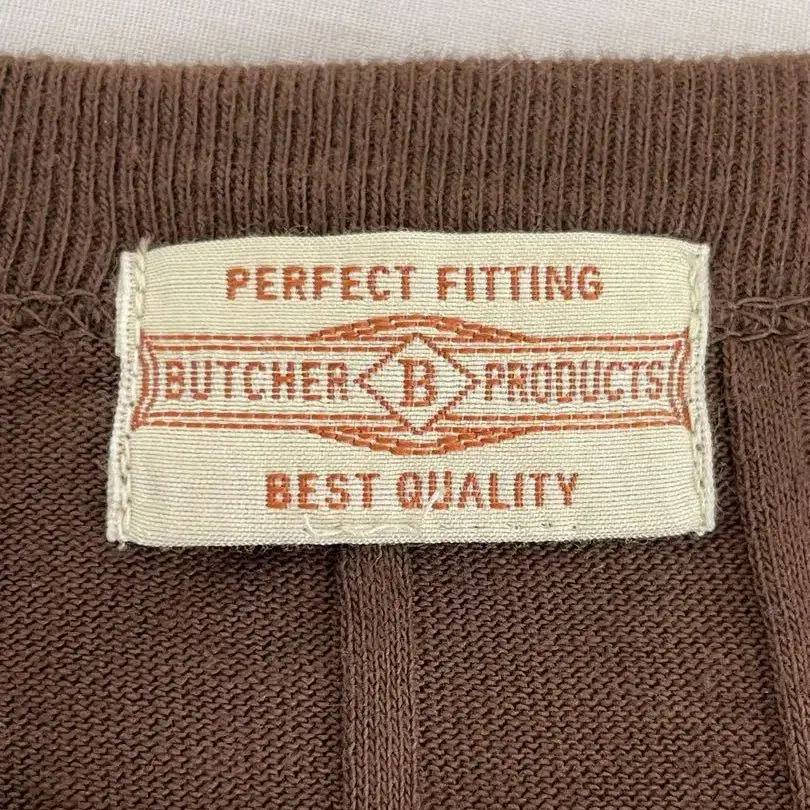 PERFECT FITTING
BUTCHER B PRODUCTS
BEST QUALITY